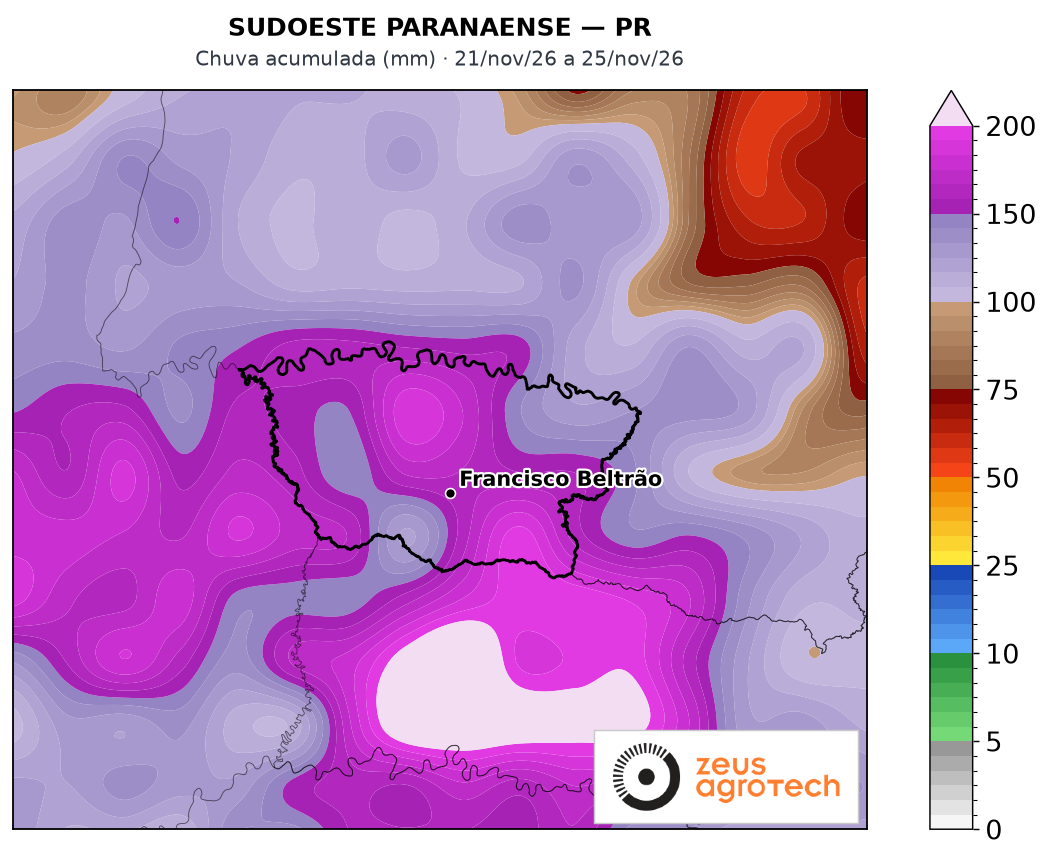 SUDOESTE PARANAENSE — PR
Chuva acumulada (mm) · 21/nov/26 a 25/nov/26
200
150
100
75
50
25
10
5
0
Francisco Beltrão
zeus
agrotech